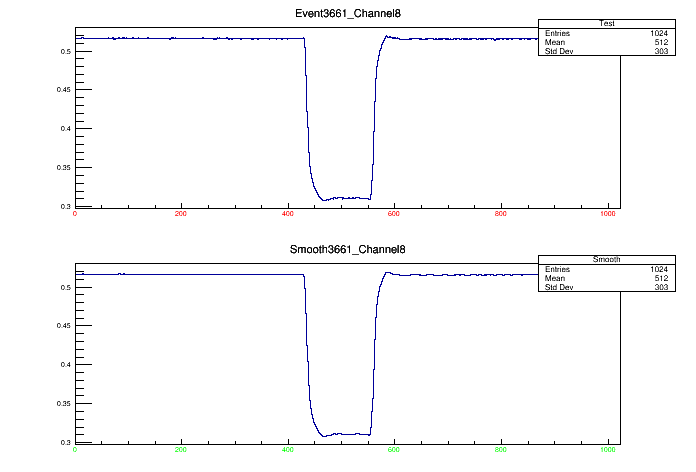 Event3661_Channel8
Test
Entries 1024
Mean 512
Std Dev 303
0.5
0.45
0.4
0.35
0.3
0 200 400 600 800 1000
Smooth3661_Channel8
Smooth
Entries 1024
Mean 512
Std Dev 303
0.5
0.45
0.4
0.35
0.3
0 200 400 600 800 1000